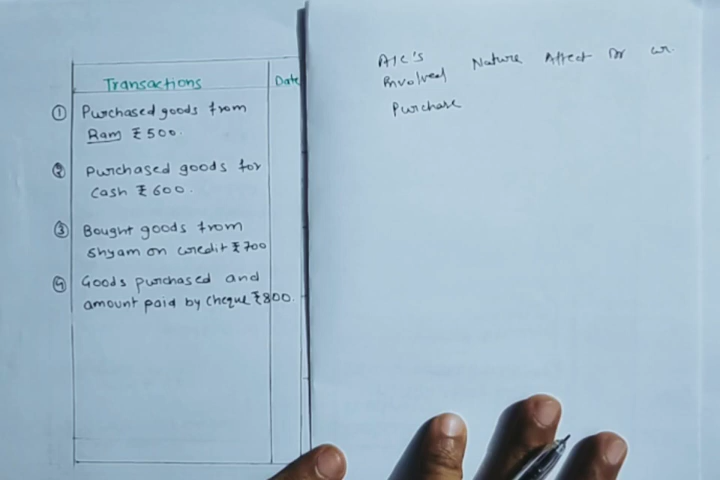 Transactions
Date
① Purchased goods from
Ram ₹500.
② Purchased goods for
cash ₹600.
③ Bought goods from
shyam on credit ₹700
④ Goods purchased and
amount paid by cheque ₹800.
A/c's
Involved Nature Affect Dr cr.
Purchase